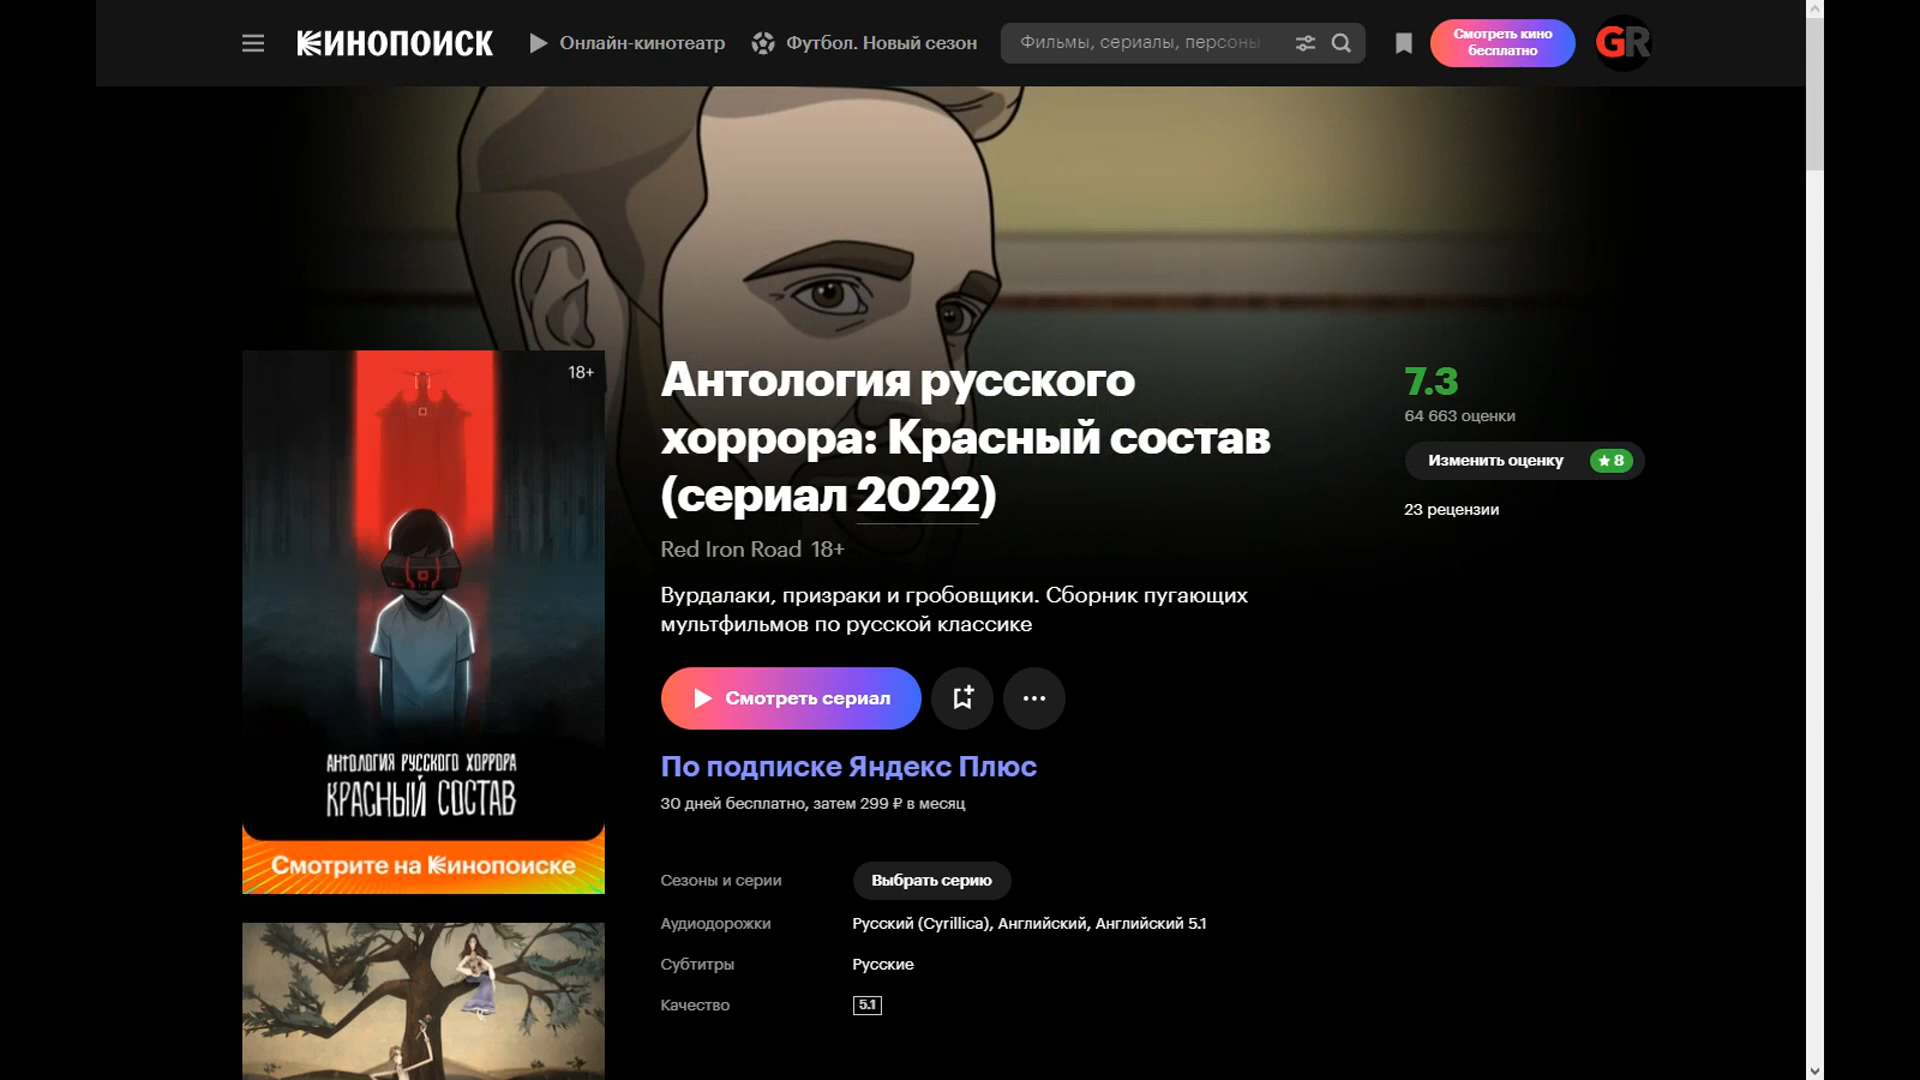 КИНОПОИСК
Онлайн-кинотеатр
Футбол. Новый сезон
Фильмы, сериалы, персоны
Смотреть кино
бесплатно
GR
18+
АНТОЛОГИЯ РУССКОГО ХОРРОРА
КРАСНЫЙ СОСТАВ
Смотрите на Кинопоиске
Антология русского
хоррора: Красный состав
(сериал 2022)
Red Iron Road 18+
Вурдалаки, призраки и гробовщики. Сборник пугающих
мультфильмов по русской классике
Смотреть сериал
По подписке Яндекс Плюс
30 дней бесплатно, затем 299 ₽ в месяц
Сезоны и серии
Выбрать серию
Аудиодорожки
Русский (Cyrillica), Английский, Английский 5.1
Субтитры
Русские
Качество
5.1
7.3
64 663 оценки
Изменить оценку
8
23 рецензии